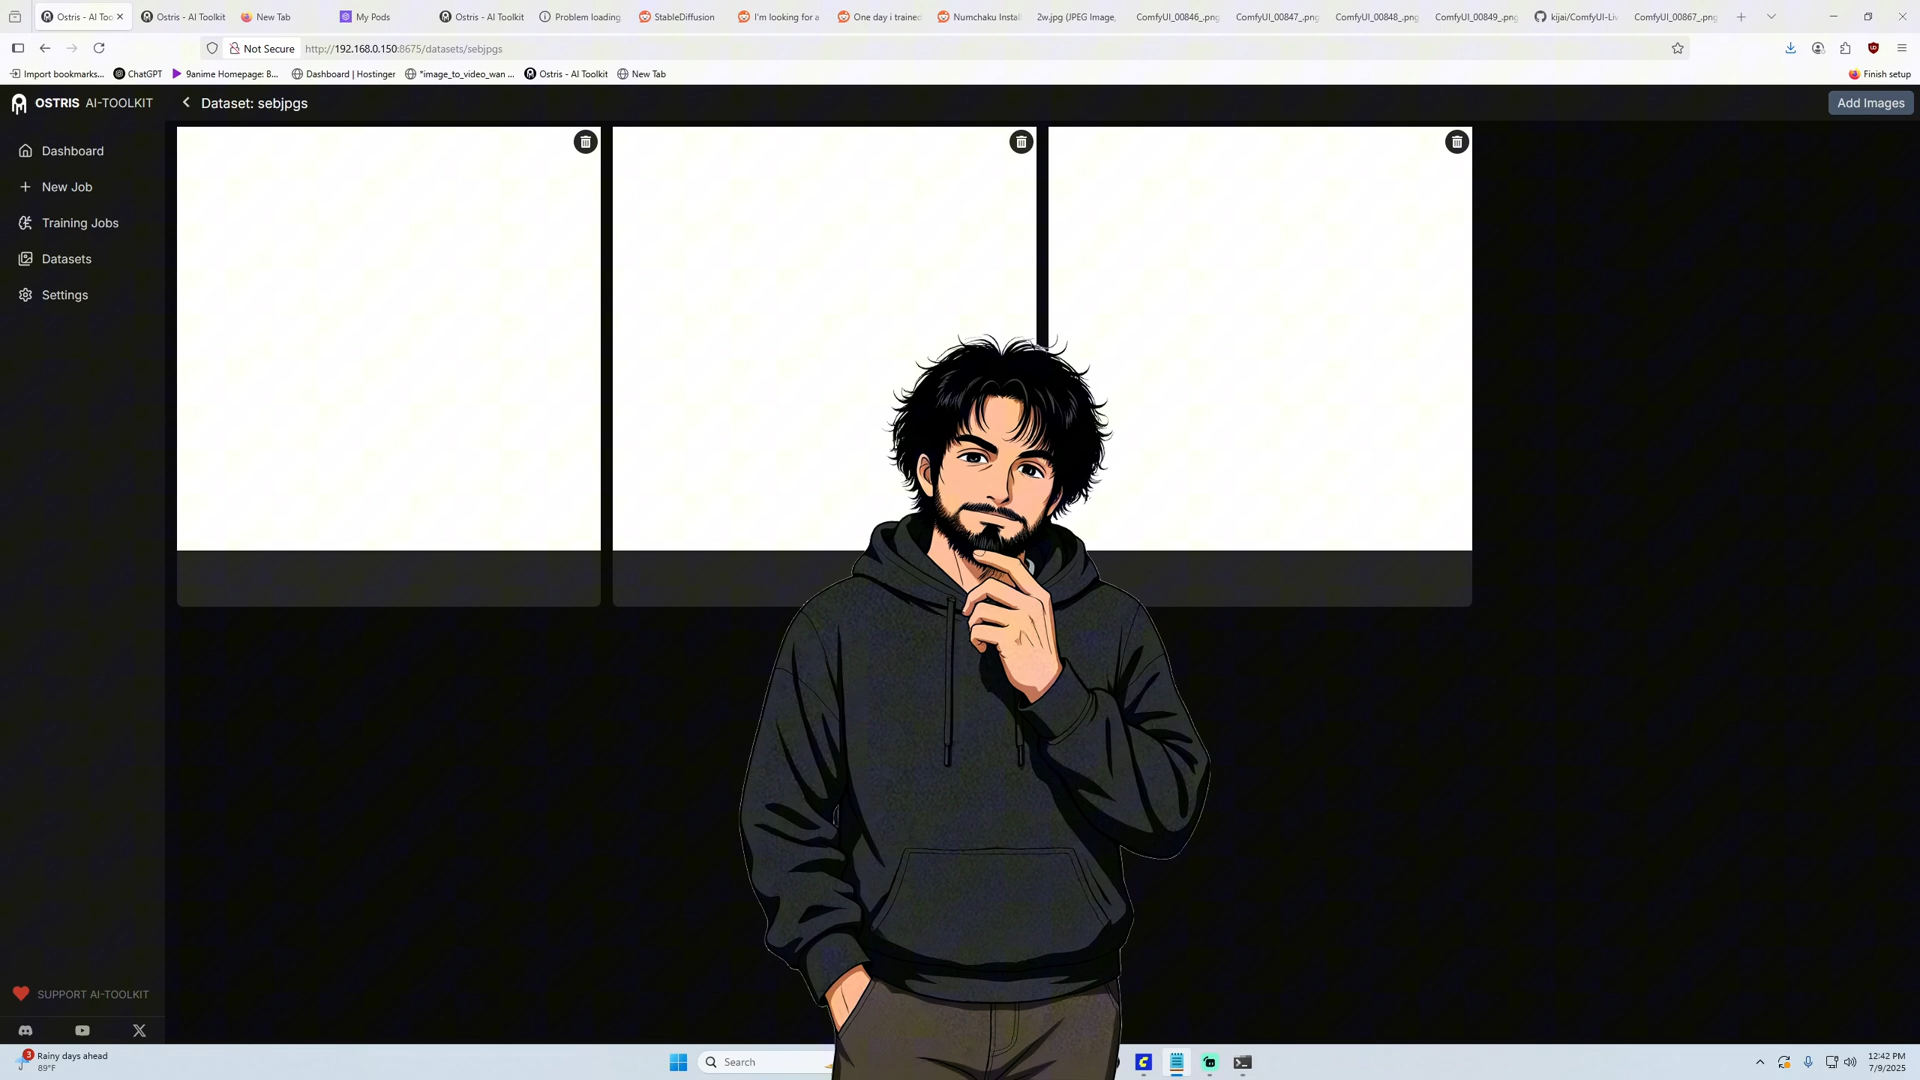 Ostris - AI Too
Ostris - AI Toolkit
New Tab
My Pods
Ostris - AI Toolkit
Problem loading
StableDiffusion
I'm looking for a
One day i trained
Numchaku Instal
2w.jpg (JPEG Image,
ComfyUI_00846_.png
ComfyUI_00847_.png
ComfyUI_00848_.png
ComfyUI_00849_.png
kijai/ComfyUI-Liv
ComfyUI_00867_.png
Not Secure
http://192.168.0.150:8675/datasets/sebjpgs
Import bookmarks...
ChatGPT
9anime Homepage: B...
Dashboard | Hostinger
*image_to_video_wan ...
Ostris - AI Toolkit
New Tab
Finish setup
OSTRIS AI-TOOLKIT
Dataset: sebjpgs
Add Images
Dashboard
New Job
Training Jobs
Datasets
Settings
SUPPORT AI-TOOLKIT
3
Rainy days ahead
89°F
Search
12:42 PM
7/9/2025